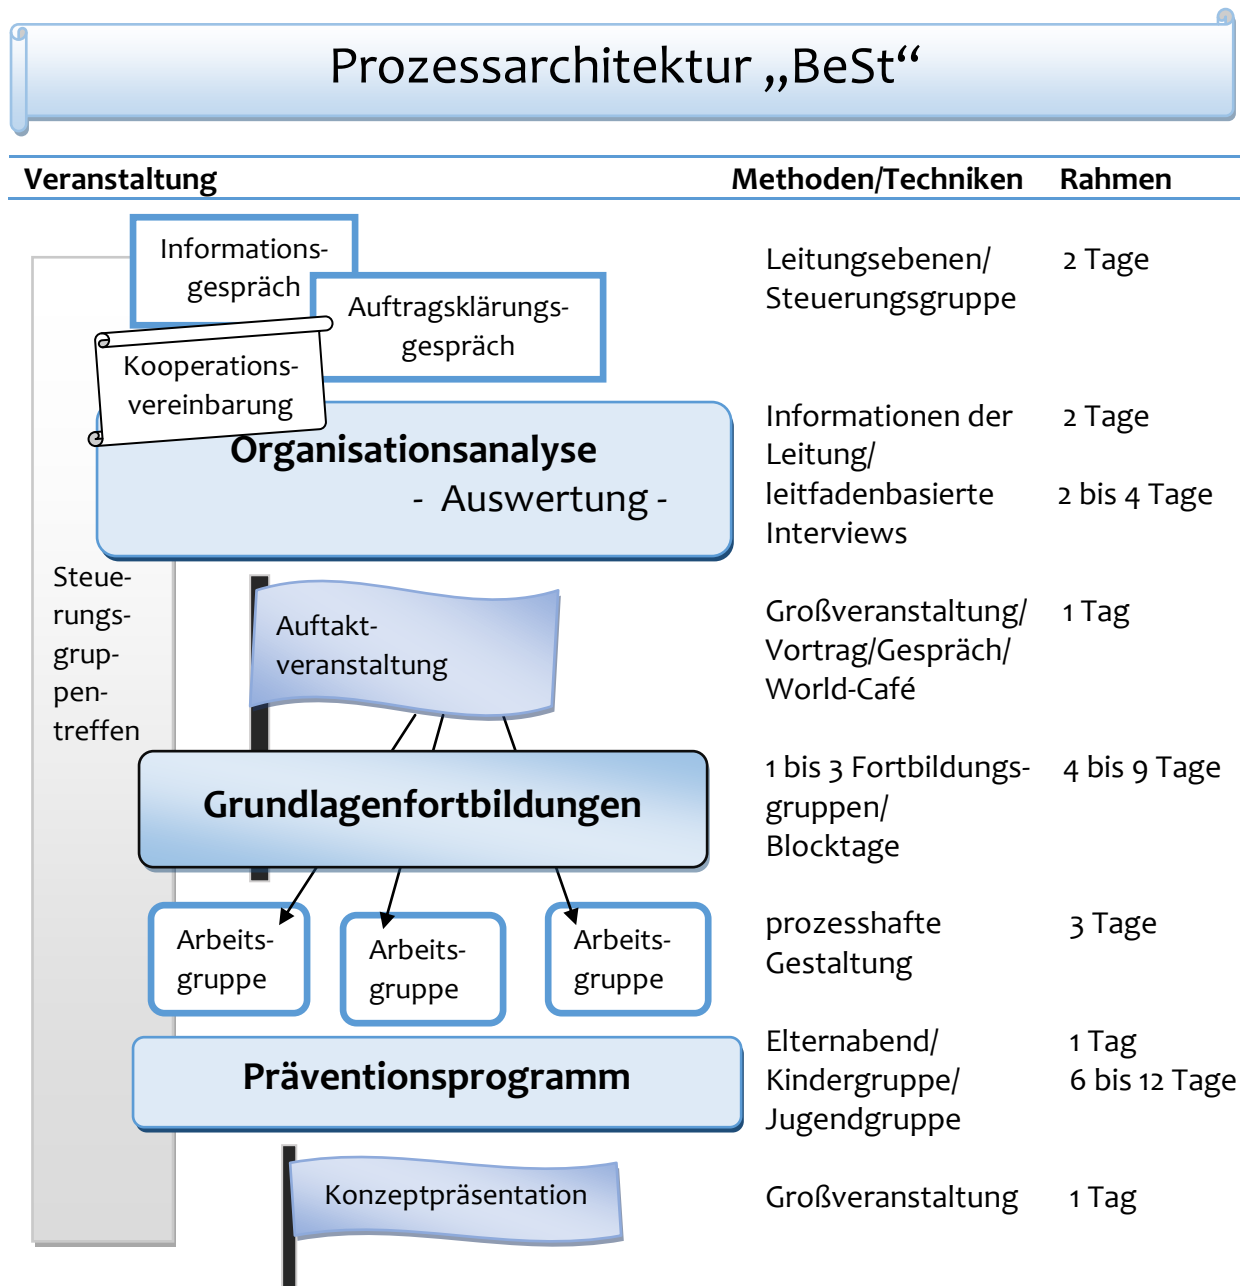 Prozessarchitektur „BeSt“
Veranstaltung
Methoden/Techniken
Rahmen
Informations-
gespräch
Auftragsklärungs-
gespräch
Kooperations-
vereinbarung
Leitungsebenen/
Steuerungsgruppe
2 Tage
Organisationsanalyse
- Auswertung -
Informationen der
Leitung/
leitfadenbasierte
Interviews
2 Tage
2 bis 4 Tage
Steue-
rungs-
grup-
pen-
treffen
Auftakt-
veranstaltung
Großveranstaltung/
Vortrag/Gespräch/
World-Café
1 Tag
Grundlagenfortbildungen
1 bis 3 Fortbildungs-
gruppen/
Blocktage
4 bis 9 Tage
Arbeits-
gruppe
Arbeits-
gruppe
Arbeits-
gruppe
prozesshafte
Gestaltung
3 Tage
Präventionsprogramm
Elternabend/
Kindergruppe/
Jugendgruppe
1 Tag
6 bis 12 Tage
Konzeptpräsentation
Großveranstaltung
1 Tag